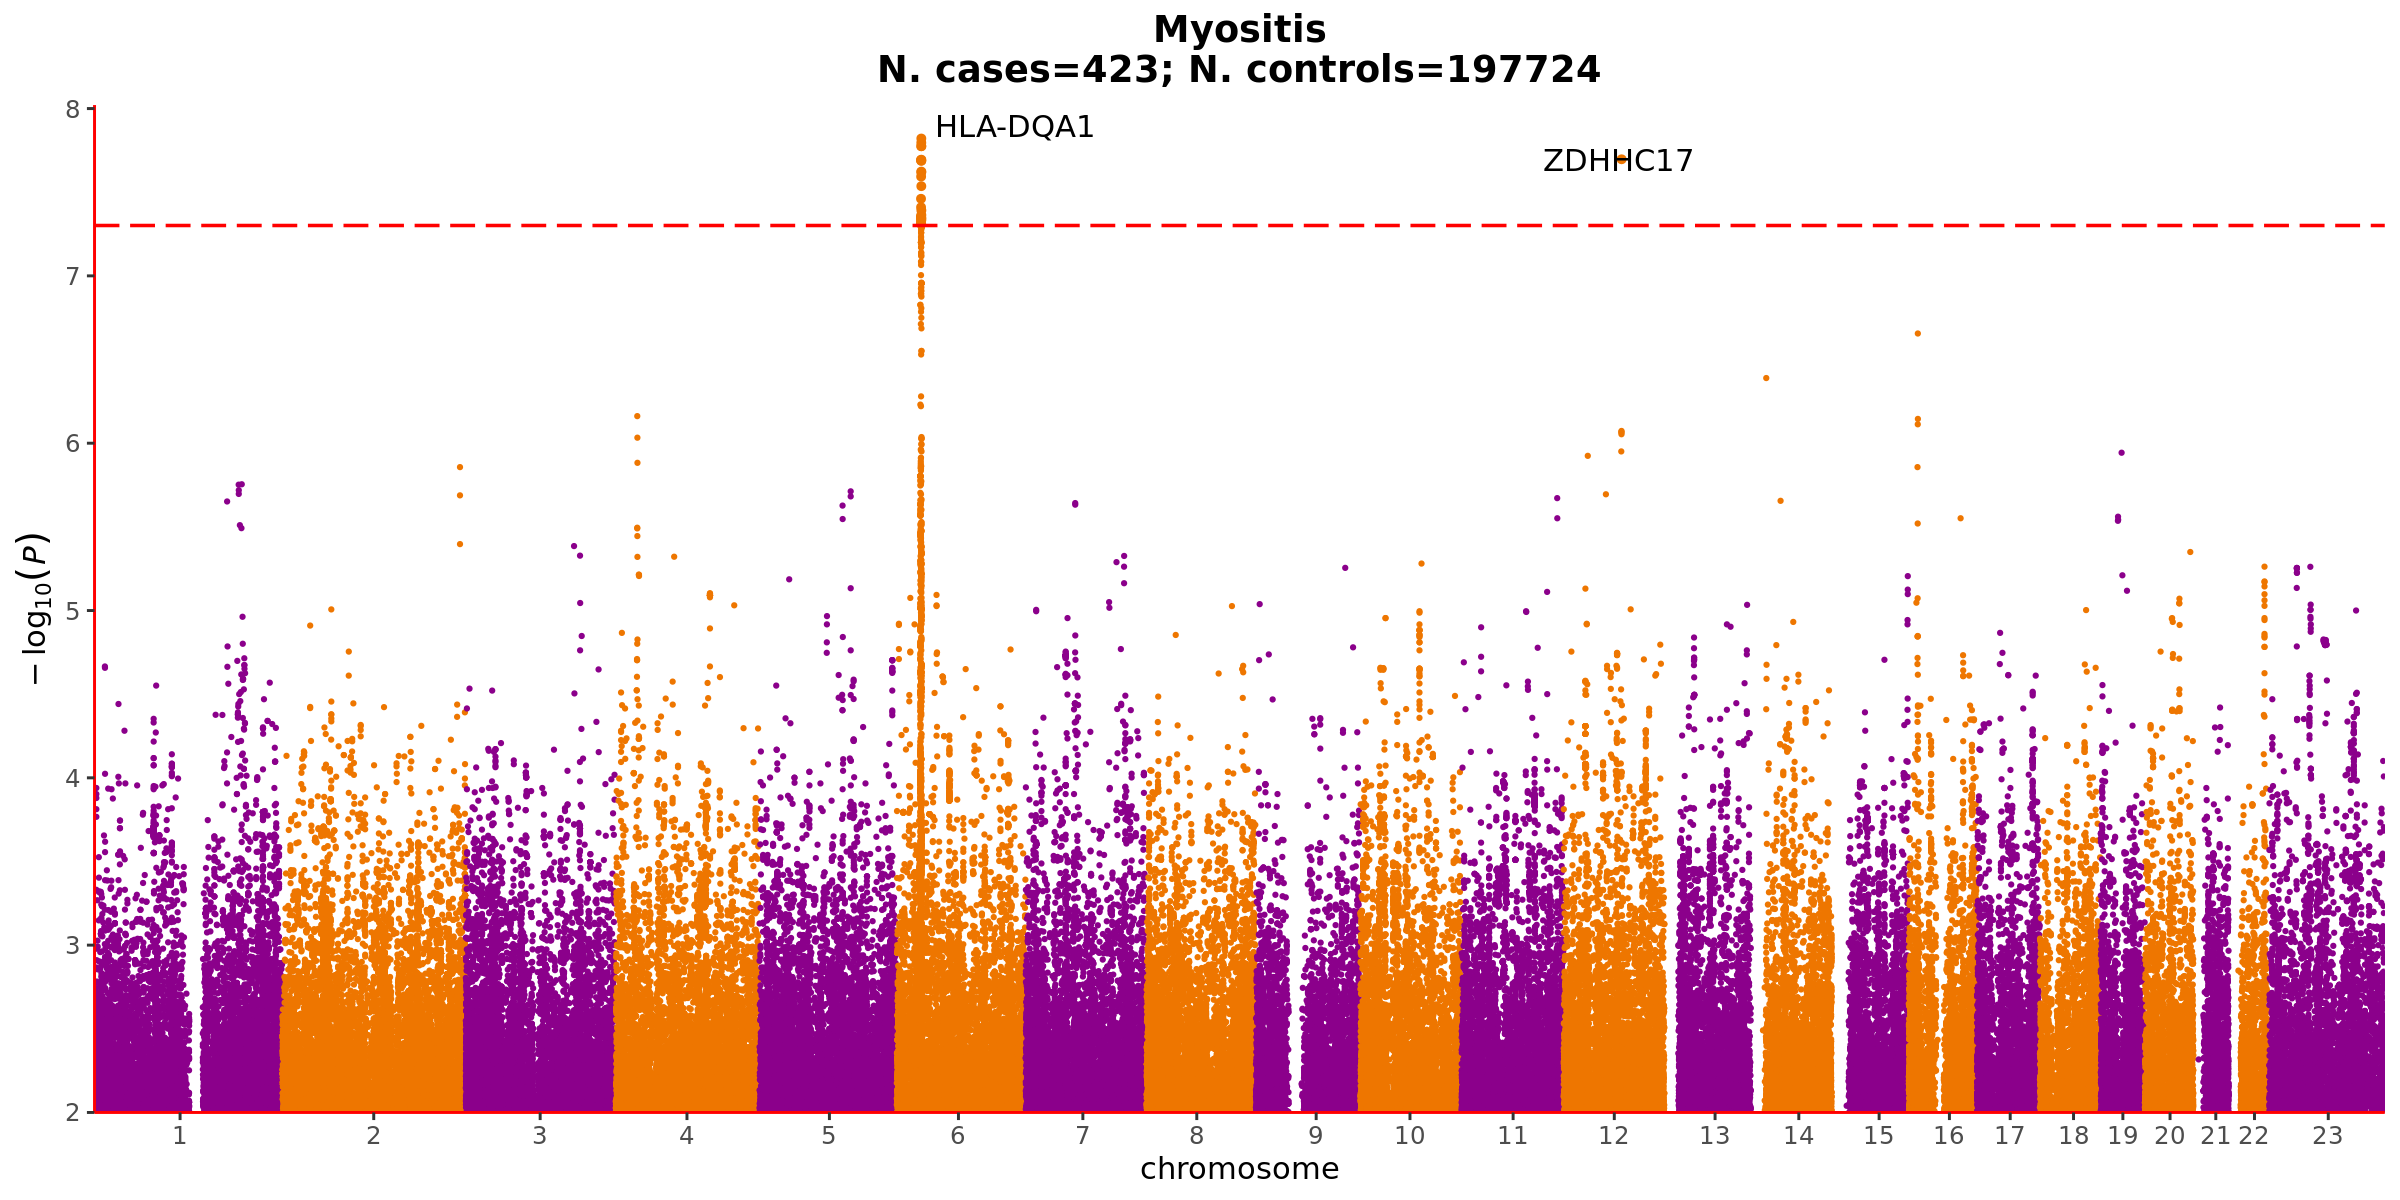 Myositis
N. cases=423; N. controls=197724
8
HLA-DQA1
ZDHHC17
7
6
5
4
3
2
−log10(P)
1 2 3 4 5 6 7 8 9 10 11 12 13 14 15 16 17 18 19 20 21 22 23
chromosome